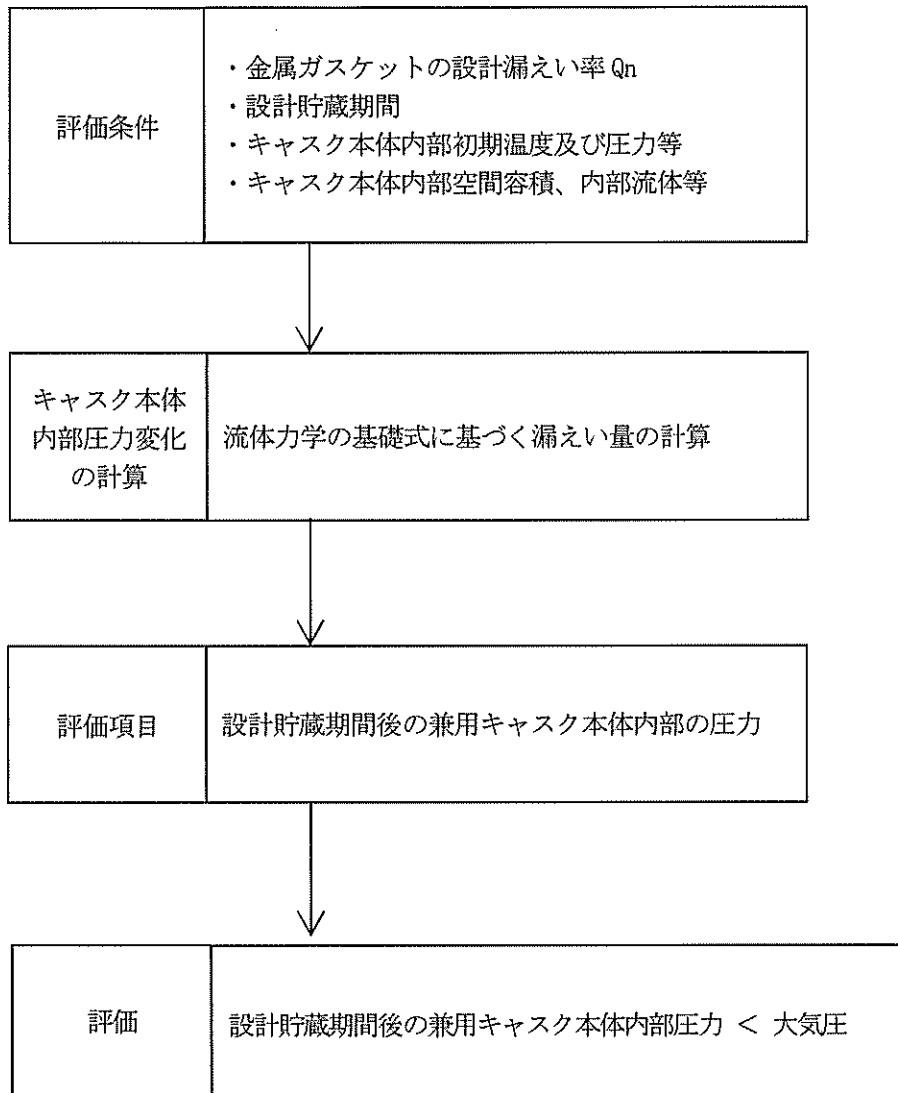 評価条件
・金属ガスケットの設計漏えい率 Qn
・設計貯蔵期間
・キャスク本体内部初期温度及び圧力等
・キャスク本体内部空間容積、内部流体等
キャスク本体
内部圧力変化
の計算
流体力学の基礎式に基づく漏えい量の計算
評価項目
設計貯蔵期間後の兼用キャスク本体内部の圧力
評価
設計貯蔵期間後の兼用キャスク本体内部圧力 < 大気圧